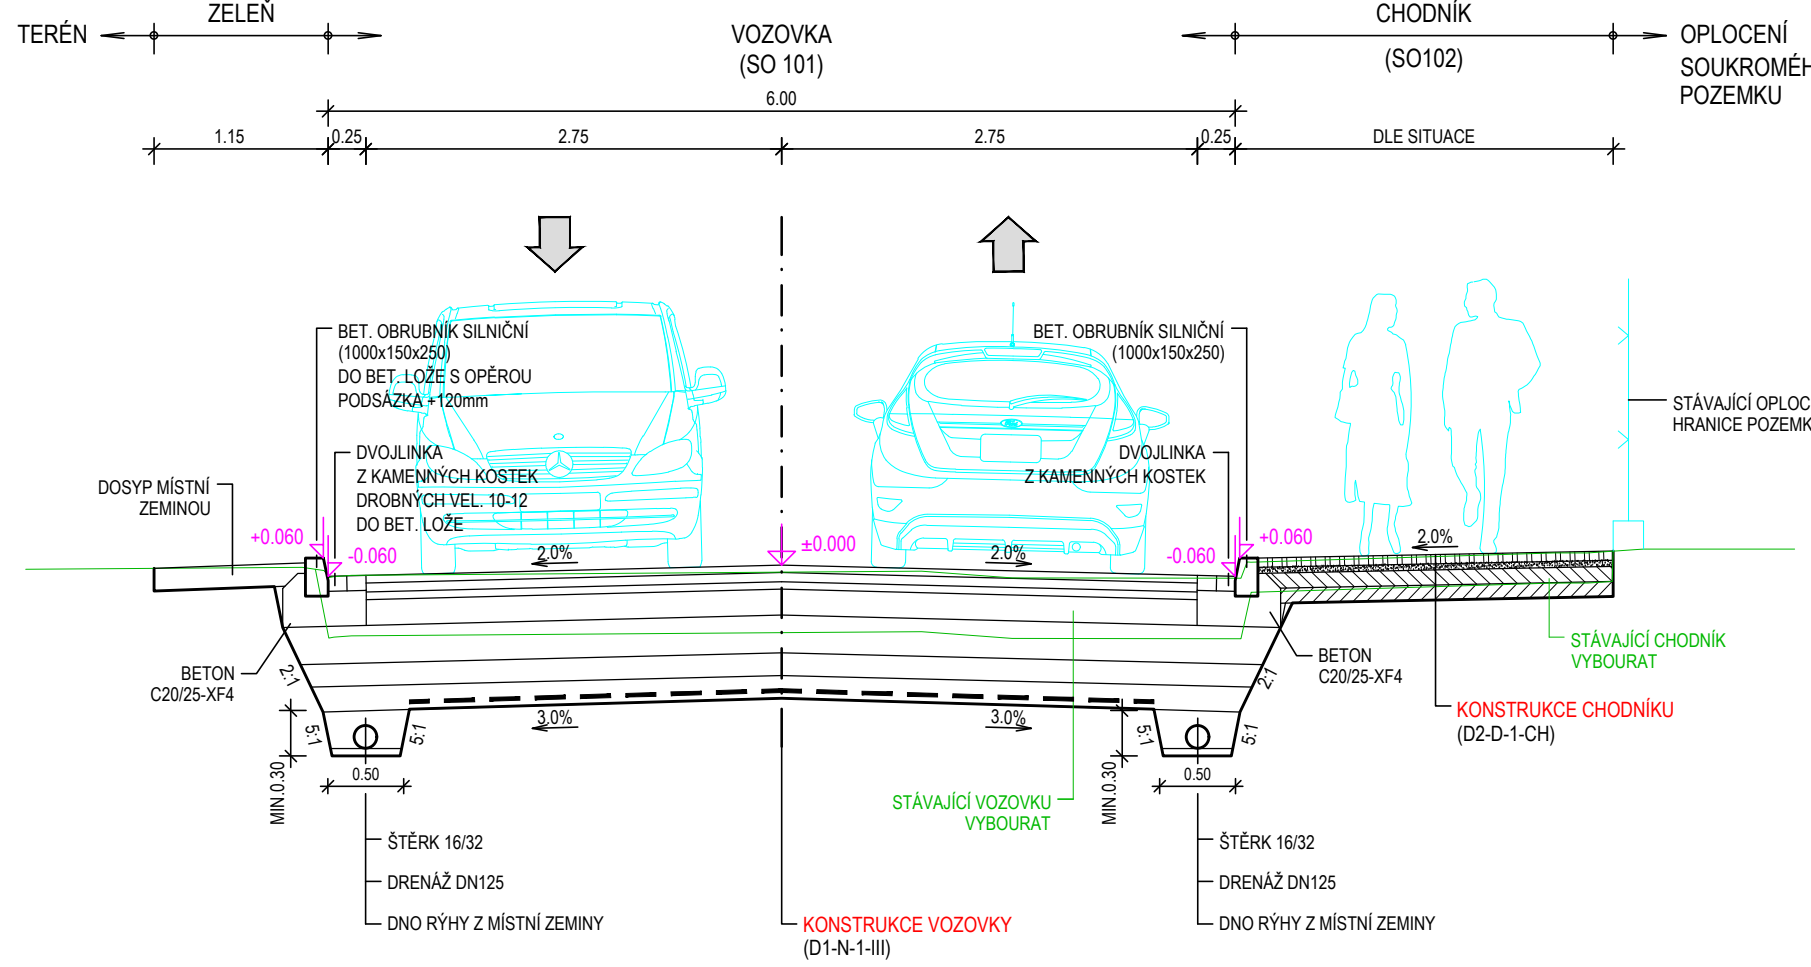 ZELEŇ
CHODNÍK
TERÉN
VOZOVKA
(SO 101)
(SO102)
OPLOCENÍ
SOUKROMÉH
POZEMKU
6.00
1.15
0.25
2.75
2.75
0.25
DLE SITUACE
BET. OBRUBNÍK SILNIČNÍ
(1000x150x250)
DO BET. LOŽE S OPĚROU
PODSÁZKA +120mm
BET. OBRUBNÍK SILNIČNÍ
(1000x150x250)
STÁVAJÍCÍ OPLOC
HRANICE POZEMK
DVOJLINKA
Z KAMENNÝCH KOSTEK
DROBNÝCH VEL. 10-12
DO BET. LOŽE
DVOJLINKA
Z KAMENNÝCH KOSTEK
DOSYP MÍSTNÍ
ZEMINOU
+0.060
-0.060
±0.000
-0.060
+0.060
2.0%
2.0%
2.0%
BETON
C20/25-XF4
2:1
2:1
BETON
C20/25-XF4
STÁVAJÍCÍ CHODNÍK
VYBOURAT
KONSTRUKCE CHODNÍKU
(D2-D-1-CH)
3.0%
3.0%
5:1
5:1
5:1
5:1
MIN.0.30
0.50
MIN.0.30
0.50
STÁVAJÍCÍ VOZOVKU
VYBOURAT
ŠTĚRK 16/32
DRENÁŽ DN125
DNO RÝHY Z MÍSTNÍ ZEMINY
KONSTRUKCE VOZOVKY
(D1-N-1-III)
ŠTĚRK 16/32
DRENÁŽ DN125
DNO RÝHY Z MÍSTNÍ ZEMINY